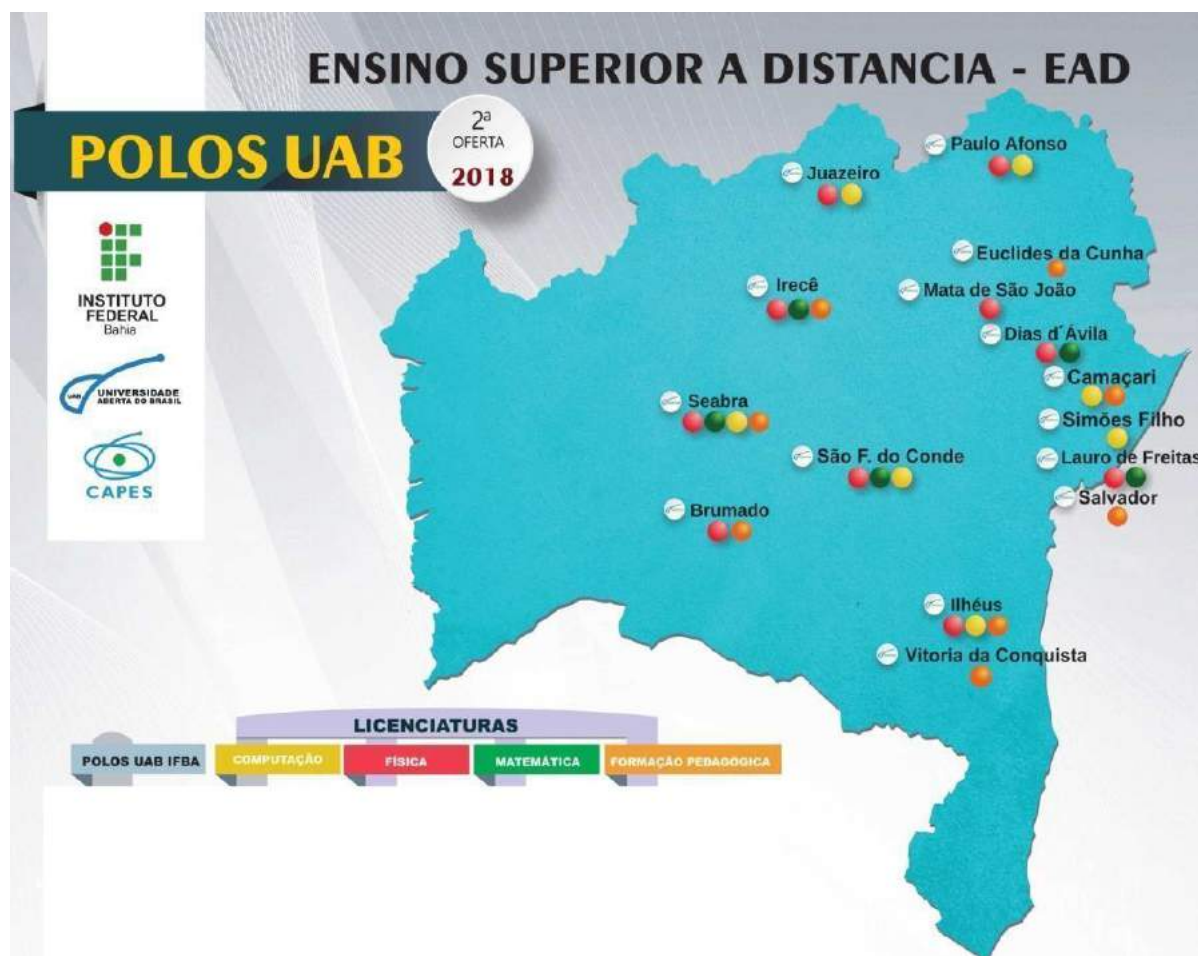 ENSINO SUPERIOR A DISTANCIA - EAD
POLOS UAB
2ª
OFERTA
2018
INSTITUTO
FEDERAL
Bahia
UAB
UNIVERSIDADE
ABERTA DO BRASIL
CAPES
Paulo Afonso
Juazeiro
Euclides da Cunha
Irecê
Mata de São João
Dias d´Ávila
Camaçari
Seabra
Simões Filho
São F. do Conde
Lauro de Freitas
Salvador
Brumado
Ilhéus
Vitoria da Conquista
LICENCIATURAS
POLOS UAB IFBA
COMPUTAÇÃO
FÍSICA
MATEMÁTICA
FORMAÇÃO PEDAGÓGICA